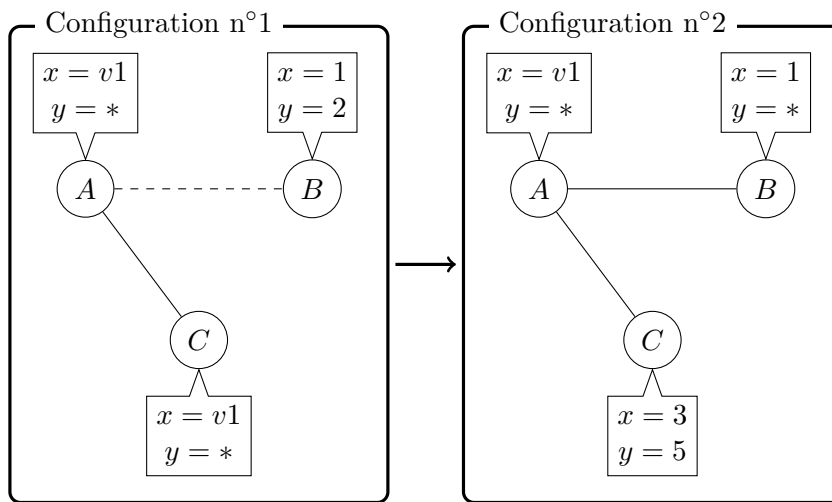 Configuration n°1
x = v1
y = ∗
x = 1
y = 2
A
B
C
x = v1
y = ∗
Configuration n°2
x = v1
y = ∗
x = 1
y = ∗
A
B
C
x = 3
y = 5